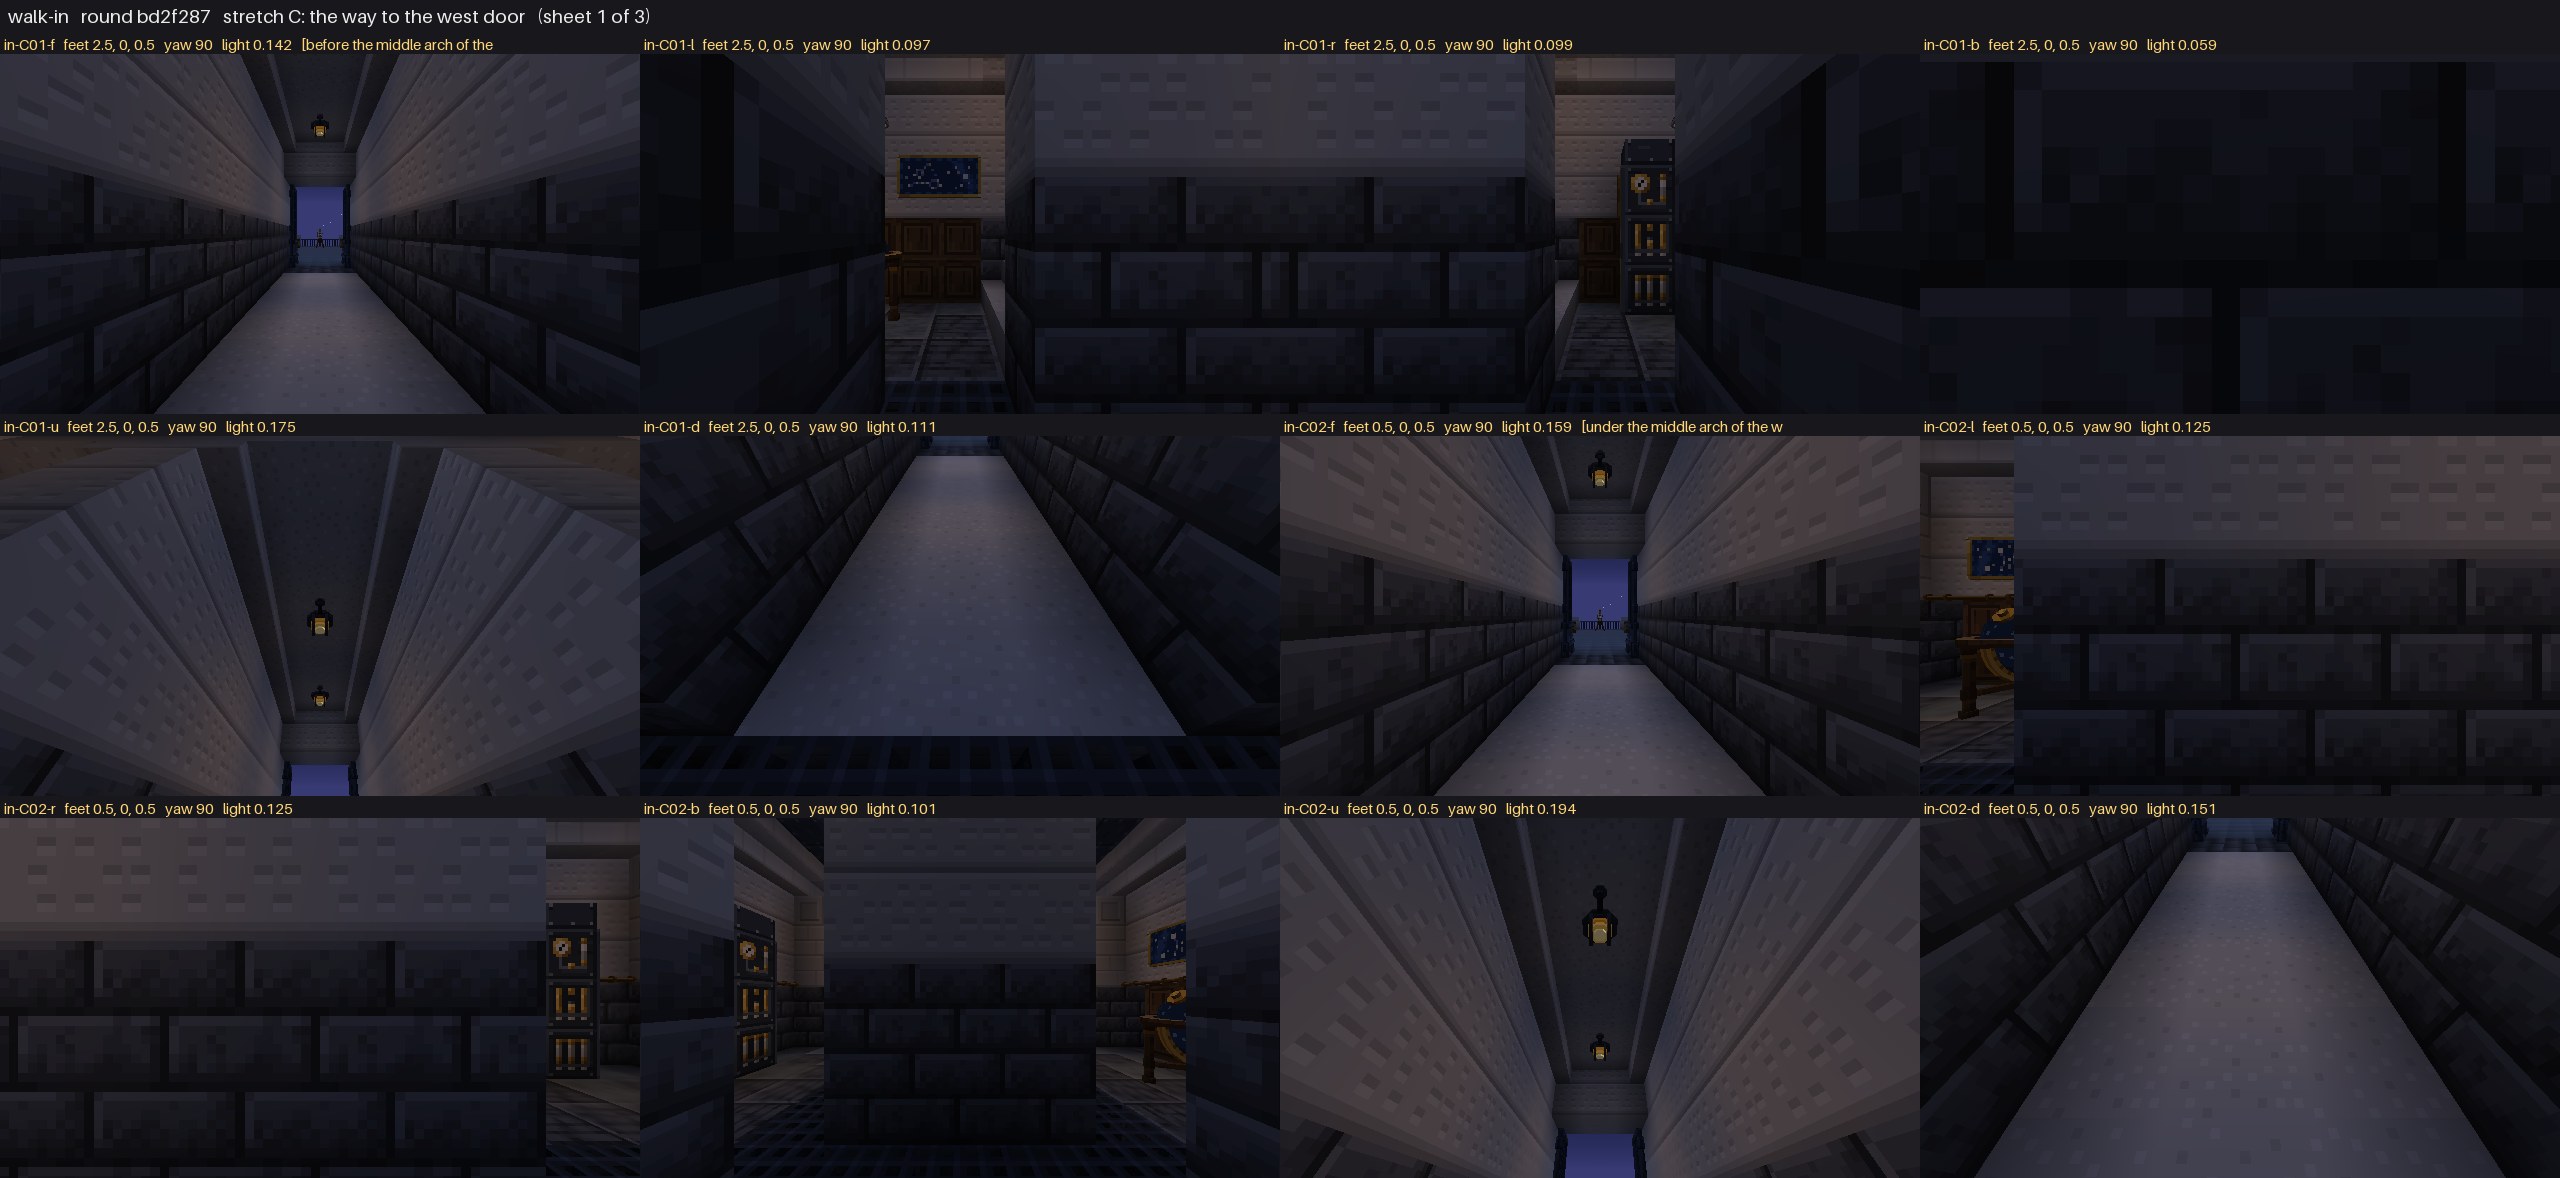 walk-in round bd2f287 stretch C: the way to the west door (sheet 1 of 3)
in-C01-f feet 2.5, 0, 0.5 yaw 90 light 0.142 [before the middle arch of the
in-C01-l feet 2.5, 0, 0.5 yaw 90 light 0.097
in-C01-r feet 2.5, 0, 0.5 yaw 90 light 0.099
in-C01-b feet 2.5, 0, 0.5 yaw 90 light 0.059
in-C01-u feet 2.5, 0, 0.5 yaw 90 light 0.175
in-C01-d feet 2.5, 0, 0.5 yaw 90 light 0.111
in-C02-f feet 0.5, 0, 0.5 yaw 90 light 0.159 [under the middle arch of the w
in-C02-l feet 0.5, 0, 0.5 yaw 90 light 0.125
in-C02-r feet 0.5, 0, 0.5 yaw 90 light 0.125
in-C02-b feet 0.5, 0, 0.5 yaw 90 light 0.101
in-C02-u feet 0.5, 0, 0.5 yaw 90 light 0.194
in-C02-d feet 0.5, 0, 0.5 yaw 90 light 0.151